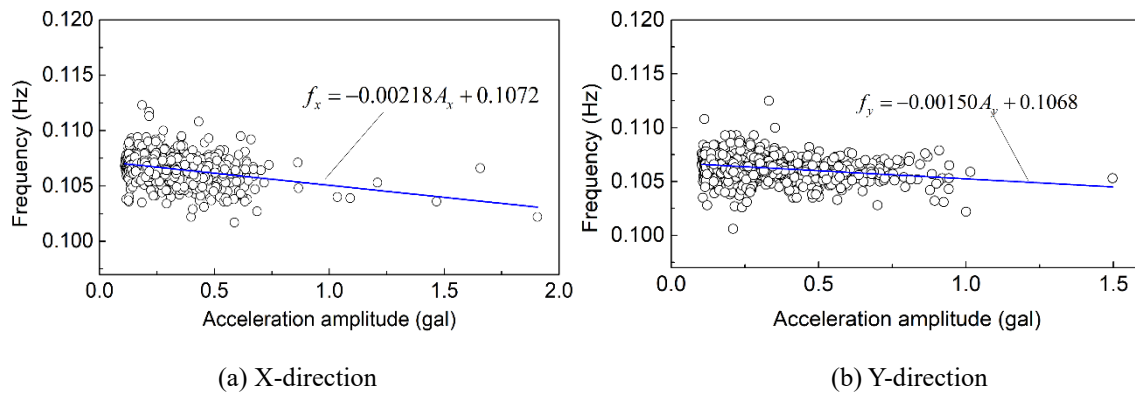 0.120
0.115
0.110
0.105
0.100
Frequency (Hz)
f_x = −0.00218A_x + 0.1072
0.0 0.5 1.0 1.5 2.0
Acceleration amplitude (gal)
(a) X-direction
0.120
0.115
0.110
0.105
0.100
Frequency (Hz)
f_y = −0.00150A_y + 0.1068
0.0 0.5 1.0 1.5
Acceleration amplitude (gal)
(b) Y-direction